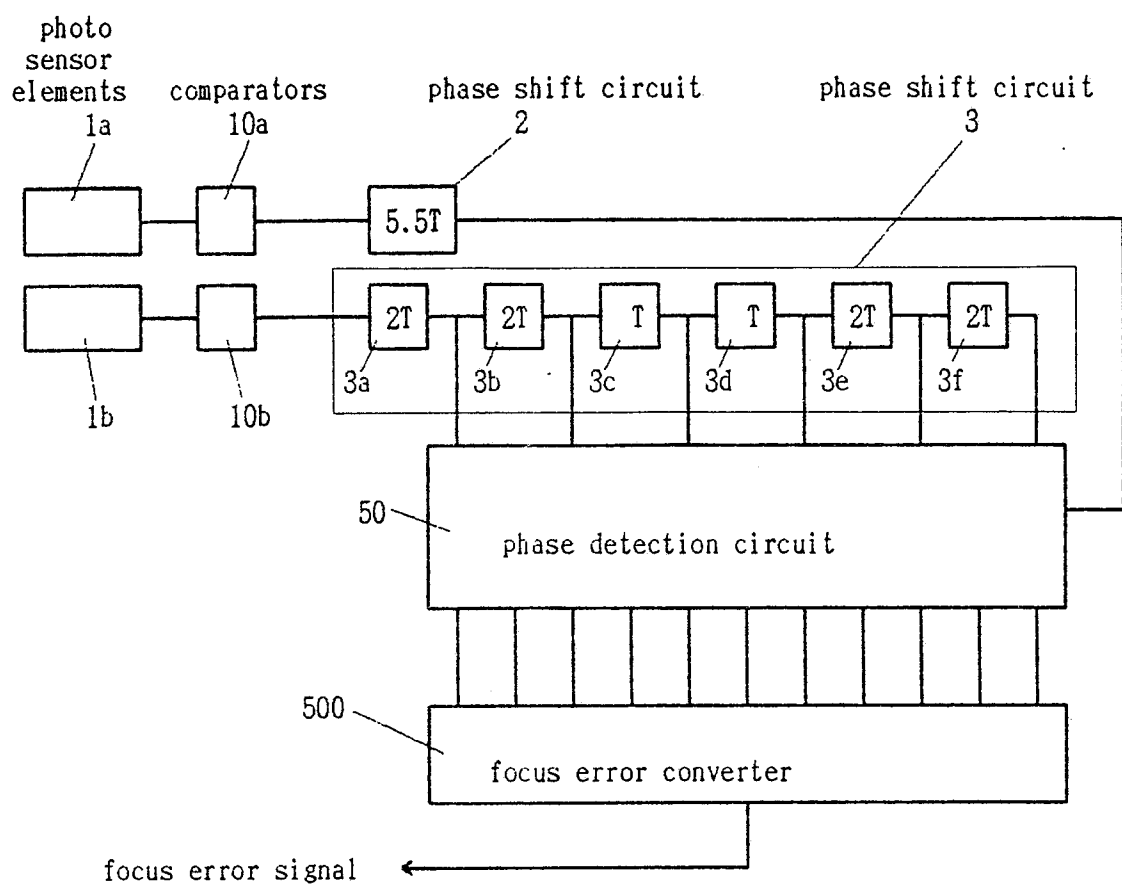 photo
sensor
elements
1a
comparators
10a
phase shift circuit
2
phase shift circuit
3
5.5T
2T
2T
T
T
2T
2T
3a
3b
3c
3d
3e
3f
1b
10b
50
phase detection circuit
500
focus error converter
focus error signal